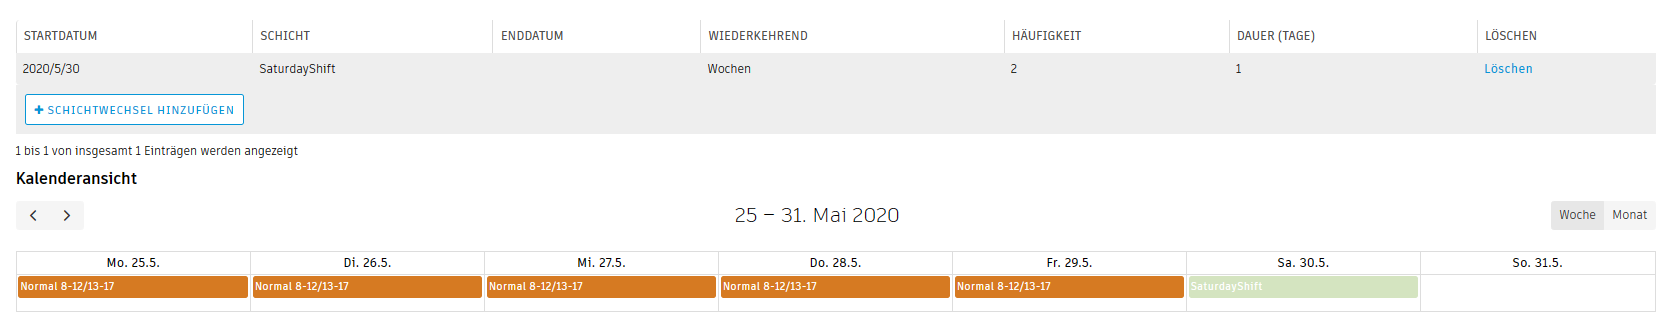 STARTDATUM SCHICHT ENDDATUM WIEDERKEHREND HÄUFIGKEIT DAUER (TAGE) LÖSCHEN
2020/5/30 SaturdayShift Wochen 2 1 Löschen
+ SCHICHTWECHSEL HINZUFÜGEN
1 bis 1 von insgesamt 1 Einträgen werden angezeigt
Kalenderansicht
25 – 31. Mai 2020 Woche Monat
Mo. 25.5. Di. 26.5. Mi. 27.5. Do. 28.5. Fr. 29.5. Sa. 30.5. So. 31.5.
Normal 8-12/13-17 Normal 8-12/13-17 Normal 8-12/13-17 Normal 8-12/13-17 Normal 8-12/13-17 SaturdayShift